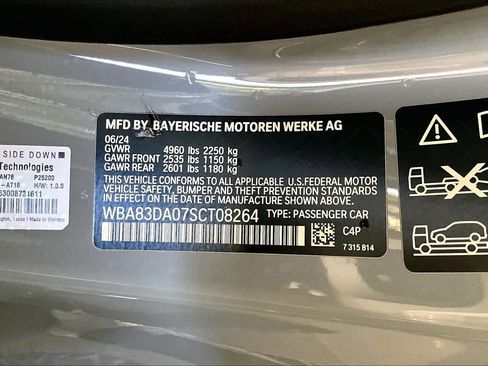 SIDE DOWN
Technologies
AN76 P25200
-AT18 H/W: 1.0.0
63008731611
MFD BY BAYERISCHE MOTOREN WERKE AG
06/24
GVWR 4960 lbs 2250 kg
GAWR FRONT 2535 lbs 1150 kg
GAWR REAR 2601 lbs 1180 kg
THIS VEHICLE CONFORMS TO ALL APPLICABLE U.S.FEDERAL MOTOR
VEHICLE SAFETY, BUMPER AND THEFT PREVENTION STANDARDS
IN EFFECT ON THE DATE OF MANUFACTURE SHOWN ABOVE.
WBA83DA07SCT08264 TYPE: PASSENGER CAR
C4P
7 315 814